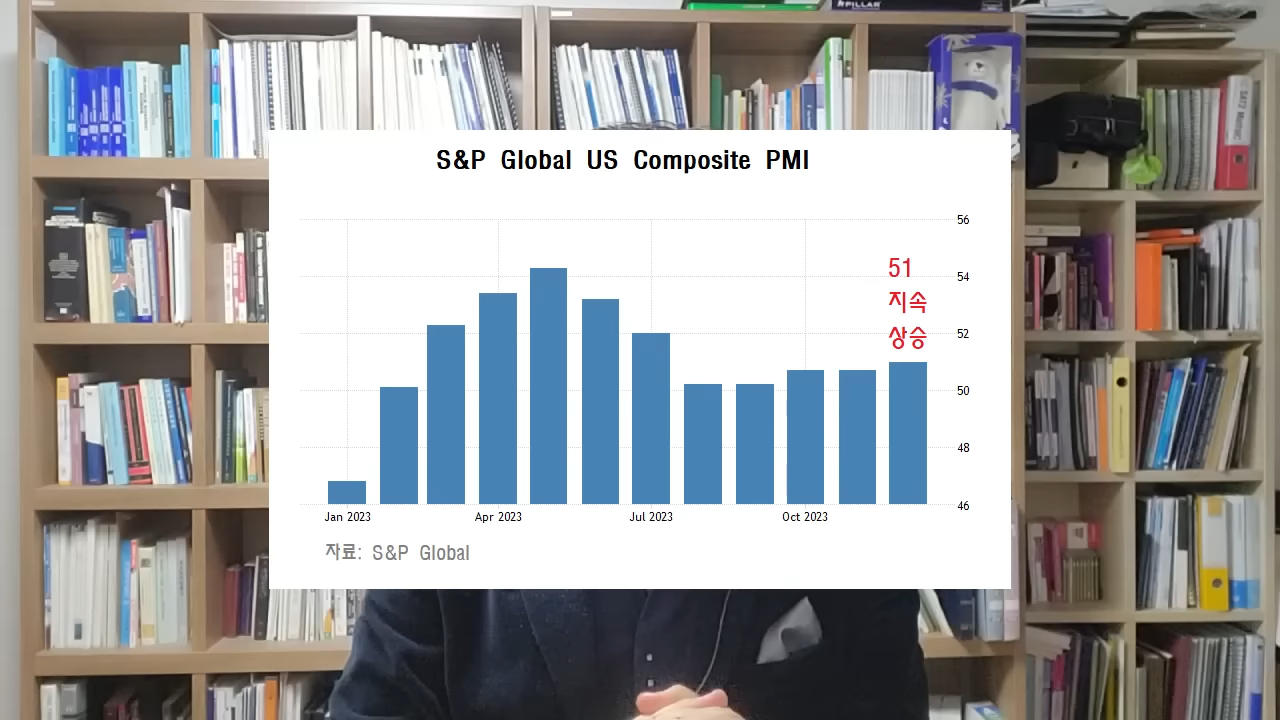 PILLAR
S&P Global US Composite PMI
56
51
54
지속
상승
52
50
48
46
Jan 2023
Apr 2023
Jul 2023
Oct 2023
자료: S&P Global